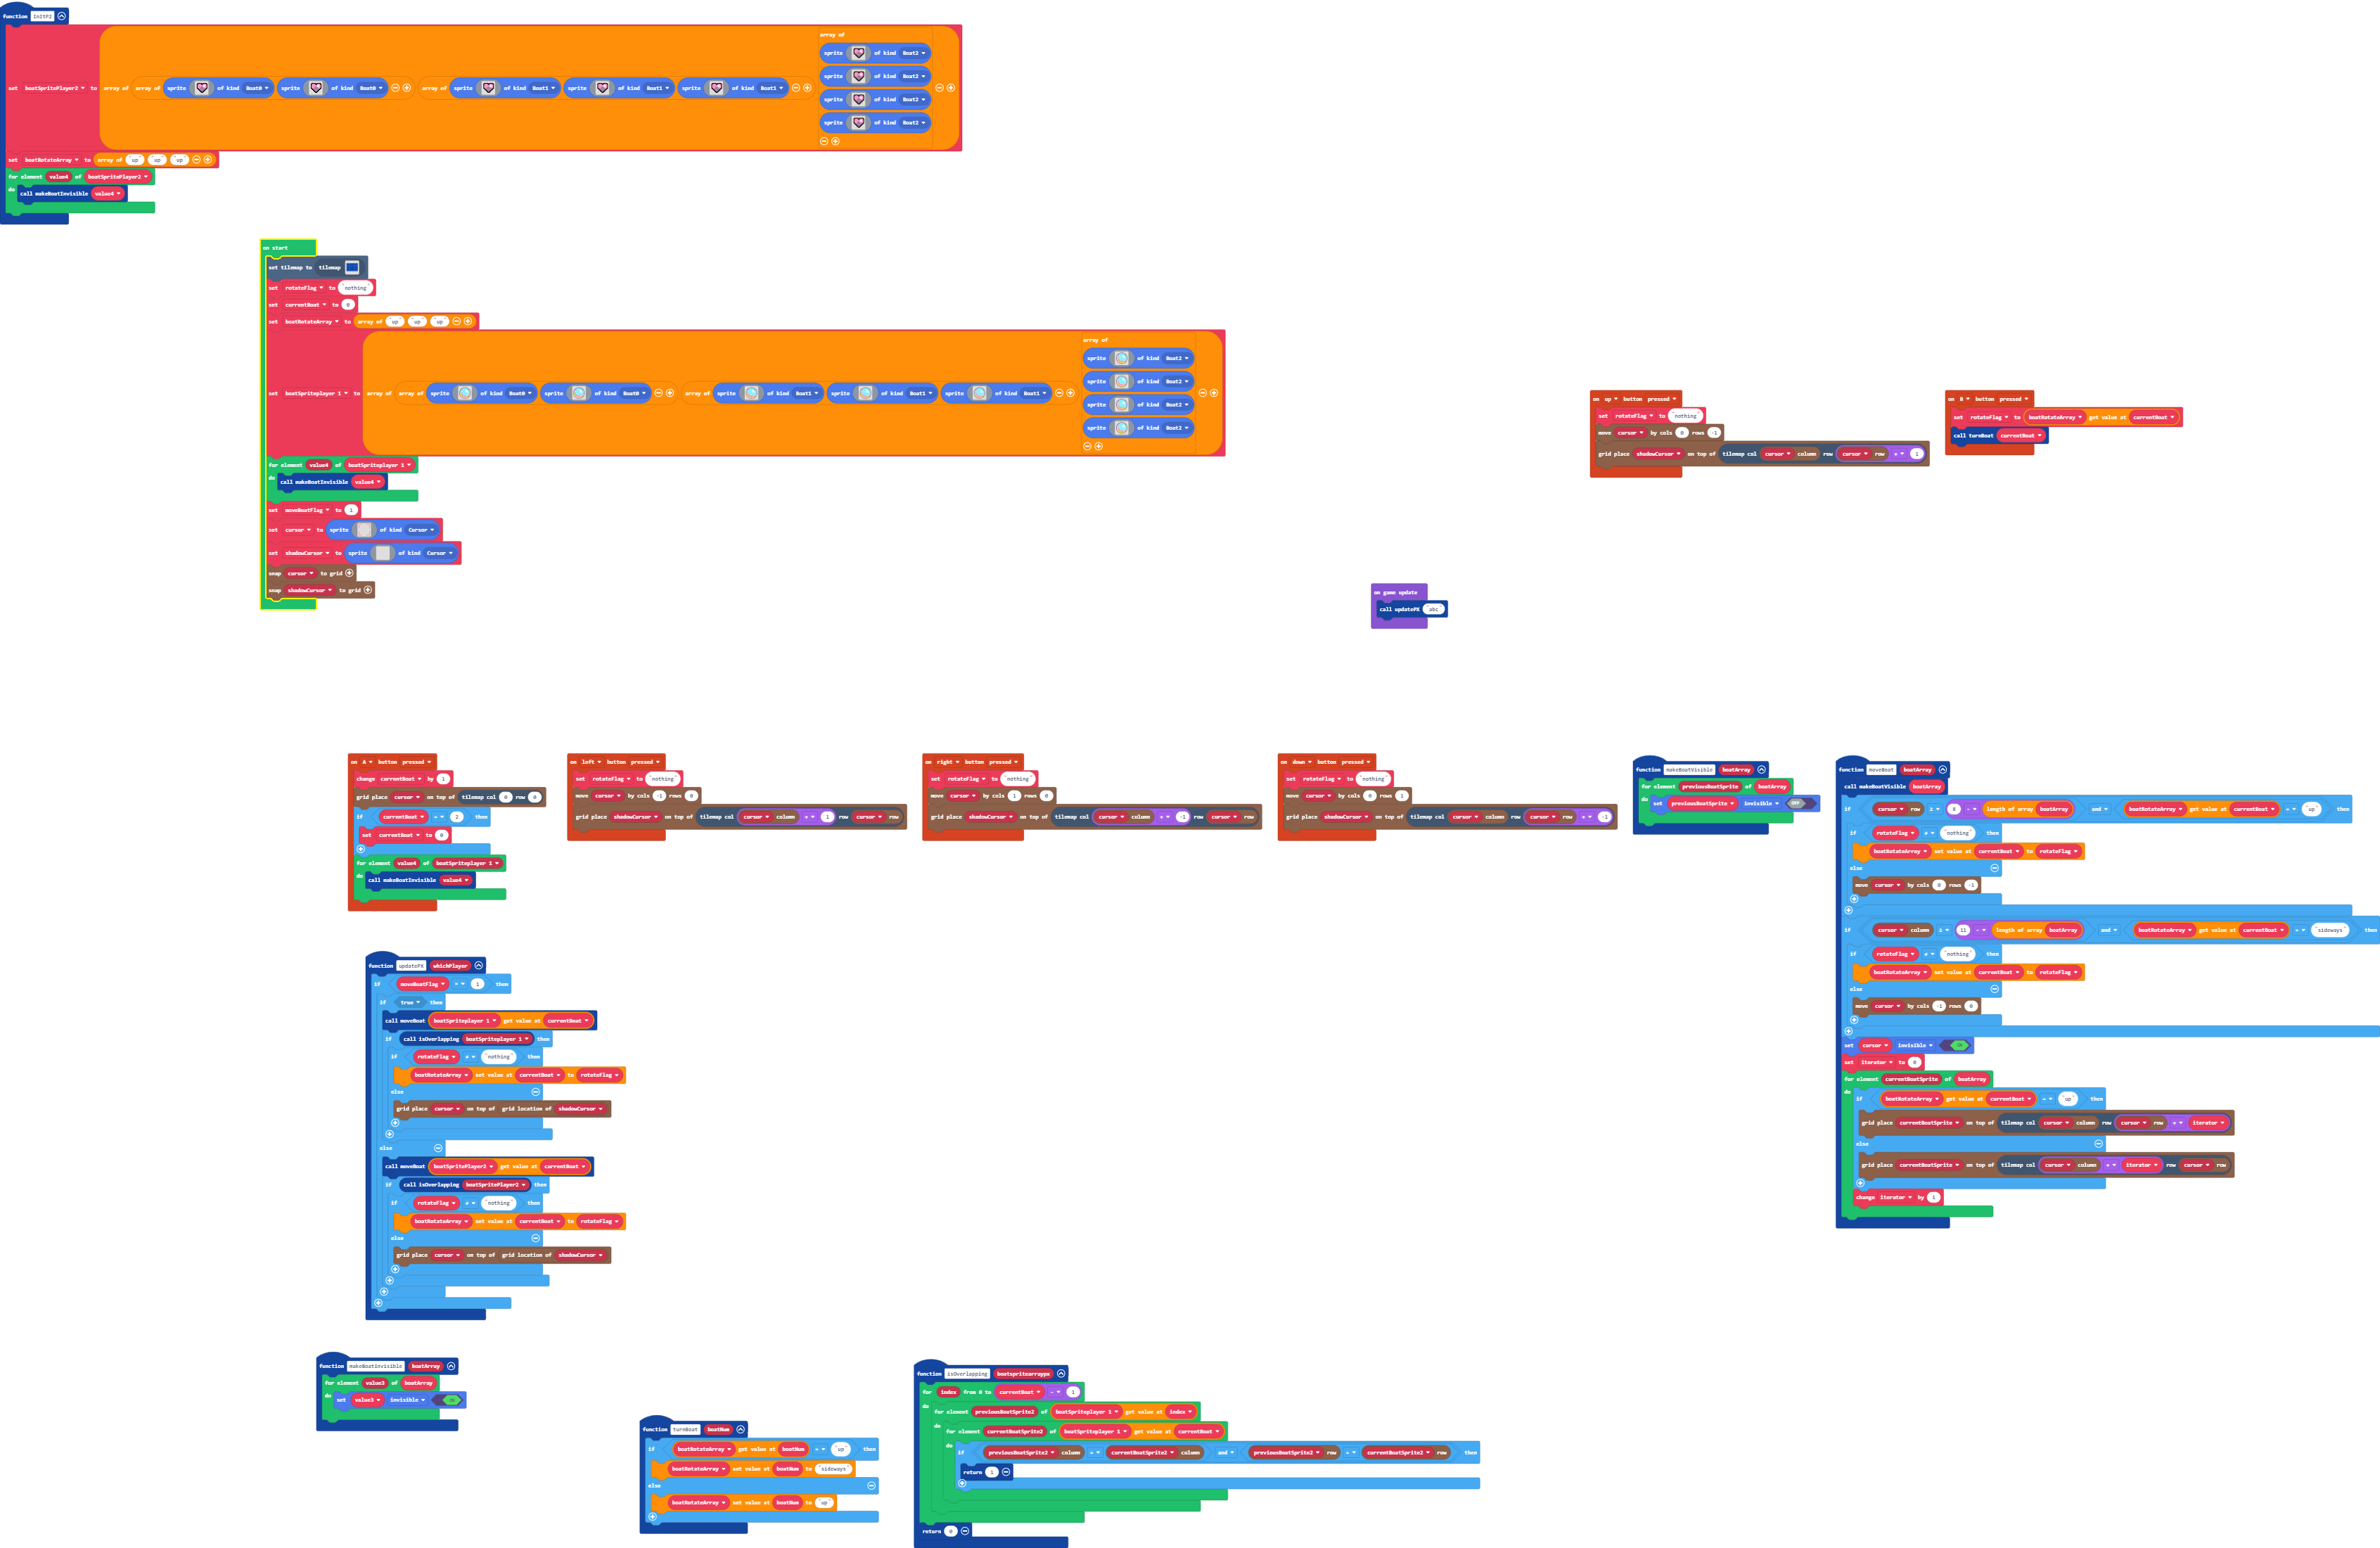 function InitP2
array of
sprite of kind Boat2
sprite of kind Boat2
set boatSpritePlayer2 to array of array of sprite of kind Boat0 sprite of kind Boat0 array of sprite of kind Boat1 sprite of kind Boat1 sprite of kind Boat1
sprite of kind Boat2
sprite of kind Boat2
set boatRotateArray to array of "up" "up" "up"
for element value4 of boatSpritePlayer2
do
call makeBoatInvisible value4
on start
set tilemap to tilemap
set rotateFlag to "nothing"
set currentBoat to 0
set boatRotateArray to array of "up" "up" "up"
array of
sprite of kind Boat2
sprite of kind Boat2
set boatSpriteplayer 1 to array of array of sprite of kind Boat0 sprite of kind Boat0 array of sprite of kind Boat1 sprite of kind Boat1 sprite of kind Boat1
sprite of kind Boat2
sprite of kind Boat2
for element value4 of boatSpriteplayer 1
do
call makeBoatInvisible value4
set moveBoatFlag to 1
set cursor to sprite of kind Cursor
set shadowCursor to sprite of kind Cursor
snap cursor to grid
snap shadowCursor to grid
on up button pressed
set rotateFlag to "nothing"
move cursor by cols 0 rows -1
grid place shadowCursor on top of tilemap col cursor column row cursor row + 1
on B button pressed
set rotateFlag to boatRotateArray get value at currentBoat
call turnBoat currentBoat
on game update
call updatePX "abc"
on A button pressed
change currentBoat by 1
grid place cursor on top of tilemap col 0 row 0
if currentBoat = 2 then
set currentBoat to 0
for element value4 of boatSpriteplayer 1
do
call makeBoatInvisible value4
on left button pressed
set rotateFlag to "nothing"
move cursor by cols -1 rows 0
grid place shadowCursor on top of tilemap col cursor column + 1 row cursor row
on right button pressed
set rotateFlag to "nothing"
move cursor by cols 1 rows 0
grid place shadowCursor on top of tilemap col cursor column + -1 row cursor row
on down button pressed
set rotateFlag to "nothing"
move cursor by cols 0 rows 1
grid place shadowCursor on top of tilemap col cursor column row cursor row + -1
function makeBoatVisible boatArray
for element previousBoatSprite of boatArray
do
set previousBoatSprite invisible OFF
function moveBoat boatArray
call makeBoatVisible boatArray
if cursor row ≥ 8 - length of array boatArray and boatRotateArray get value at currentBoat = "up" then
if rotateFlag ≠ "nothing" then
boatRotateArray set value at currentBoat to rotateFlag
else
move cursor by cols 0 rows -1
if cursor column ≥ 11 - length of array boatArray and boatRotateArray get value at currentBoat = "sideways" then
if rotateFlag ≠ "nothing" then
boatRotateArray set value at currentBoat to rotateFlag
else
move cursor by cols -1 rows 0
set cursor invisible ON
set iterator to 0
for element currentBoatSprite of boatArray
do
if boatRotateArray get value at currentBoat = "up" then
grid place currentBoatSprite on top of tilemap col cursor column row cursor row + iterator
else
grid place currentBoatSprite on top of tilemap col cursor column + iterator row cursor row
change iterator by 1
function updatePX whichPlayer
if moveBoatFlag = 1 then
if true then
call moveBoat boatSpriteplayer 1 get value at currentBoat
if call isOverlapping boatSpriteplayer 1 then
if rotateFlag ≠ "nothing" then
boatRotateArray set value at currentBoat to rotateFlag
else
grid place cursor on top of grid location of shadowCursor
else
call moveBoat boatSpritePlayer2 get value at currentBoat
if call isOverlapping boatSpritePlayer2 then
if rotateFlag ≠ "nothing" then
boatRotateArray set value at currentBoat to rotateFlag
else
grid place cursor on top of grid location of shadowCursor
function makeBoatInvisible boatArray
for element value3 of boatArray
do
set value3 invisible ON
function turnBoat boatNum
if boatRotateArray get value at boatNum = "up" then
boatRotateArray set value at boatNum to "sideways"
else
boatRotateArray set value at boatNum to "up"
function isOverlapping boatspritearraypx
for index from 0 to currentBoat - 1
do
for element previousBoatSprite2 of boatSpriteplayer 1 get value at index
do
for element currentBoatSprite2 of boatSpriteplayer 1 get value at currentBoat
do
if previousBoatSprite2 column = currentBoatSprite2 column and previousBoatSprite2 row = currentBoatSprite2 row then
return 1
return 0